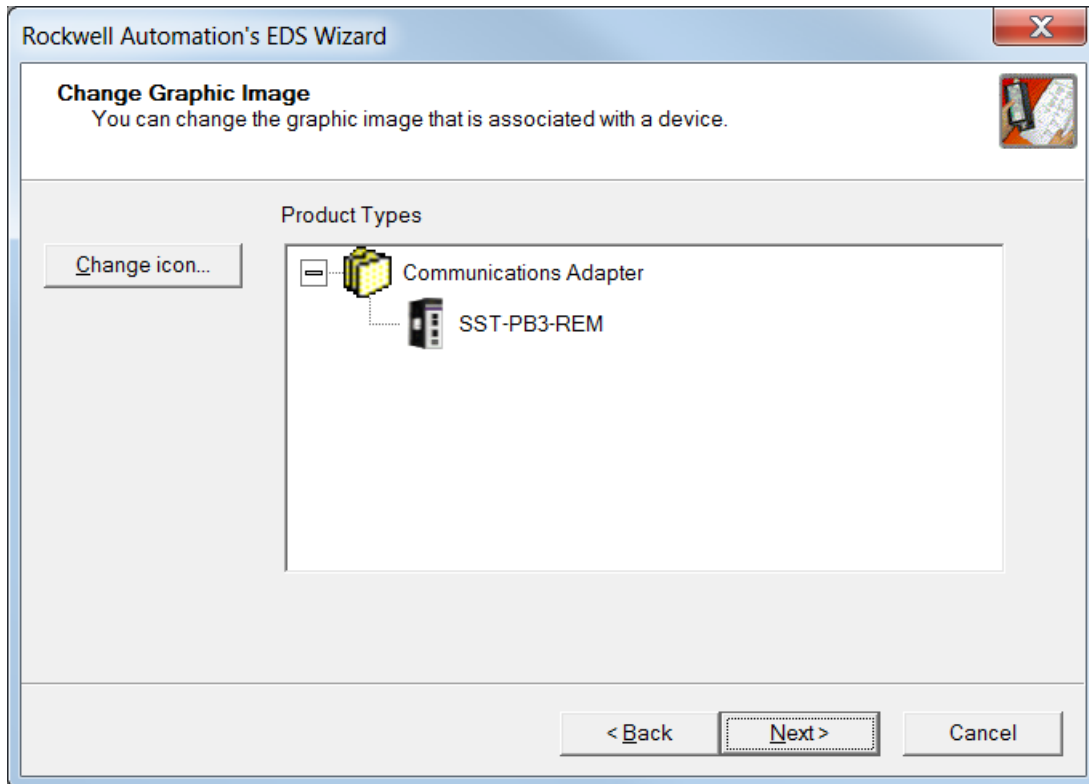 Rockwell Automation's EDS Wizard
X
Change Graphic Image
You can change the graphic image that is associated with a device.
Product Types
Change icon...
Communications Adapter
SST-PB3-REM
< Back
Next >
Cancel